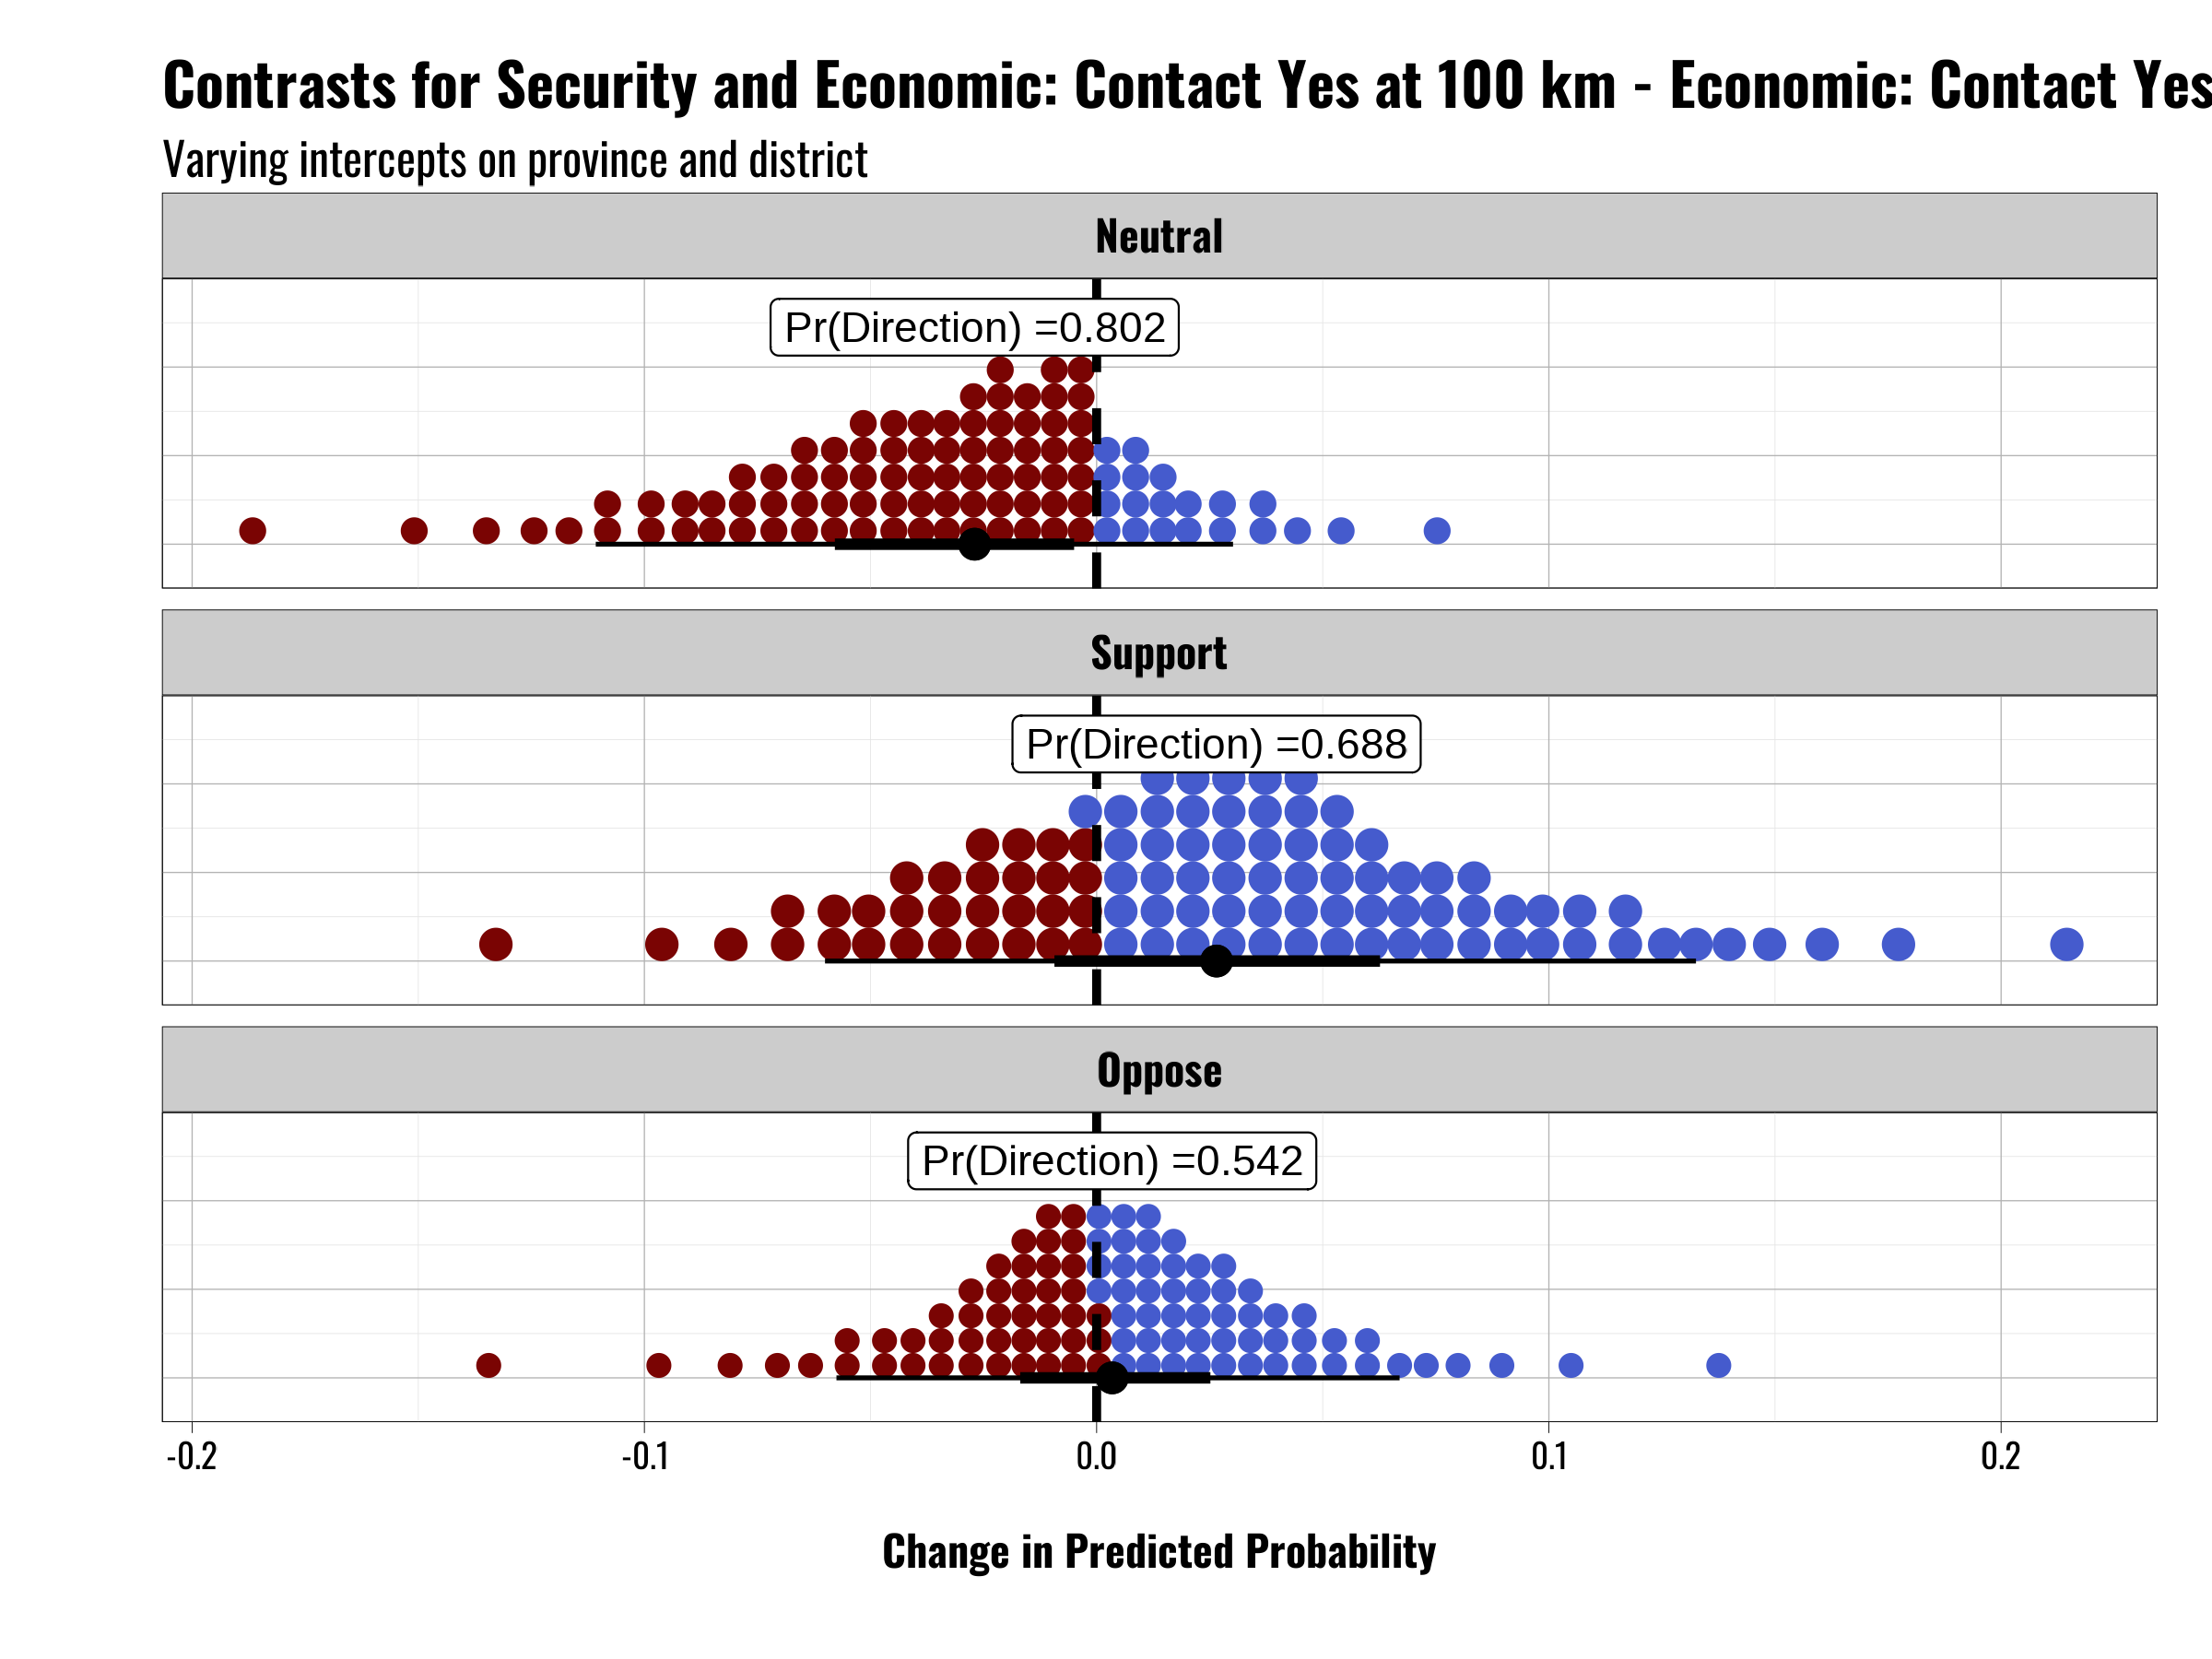 Contrasts for Security and Economic: Contact Yes at 100 km - Economic: Contact Yes
Varying intercepts on province and district
Neutral
Pr(Direction) =0.802
Support
Pr(Direction) =0.688
Oppose
Pr(Direction) =0.542
-0.2 -0.1 0.0 0.1 0.2
Change in Predicted Probability